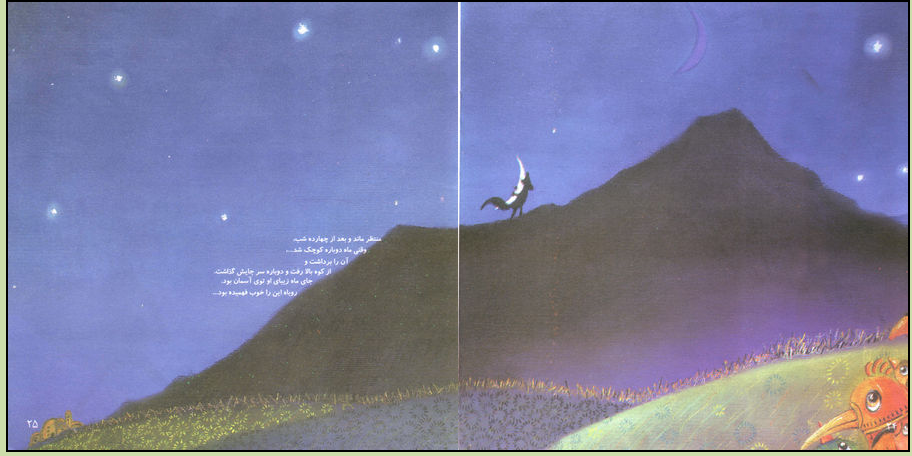 منتظر ماند و بعد از چهارده شب،
وقتی ماه دوباره کوچک شد...،
آن را برداشت و
از کوه بالا رفت و دوباره سر جایش گذاشت.
جای ماه زیبای او توی آسمان بود.
روباه این را خوب فهمیده بود...
۲۵